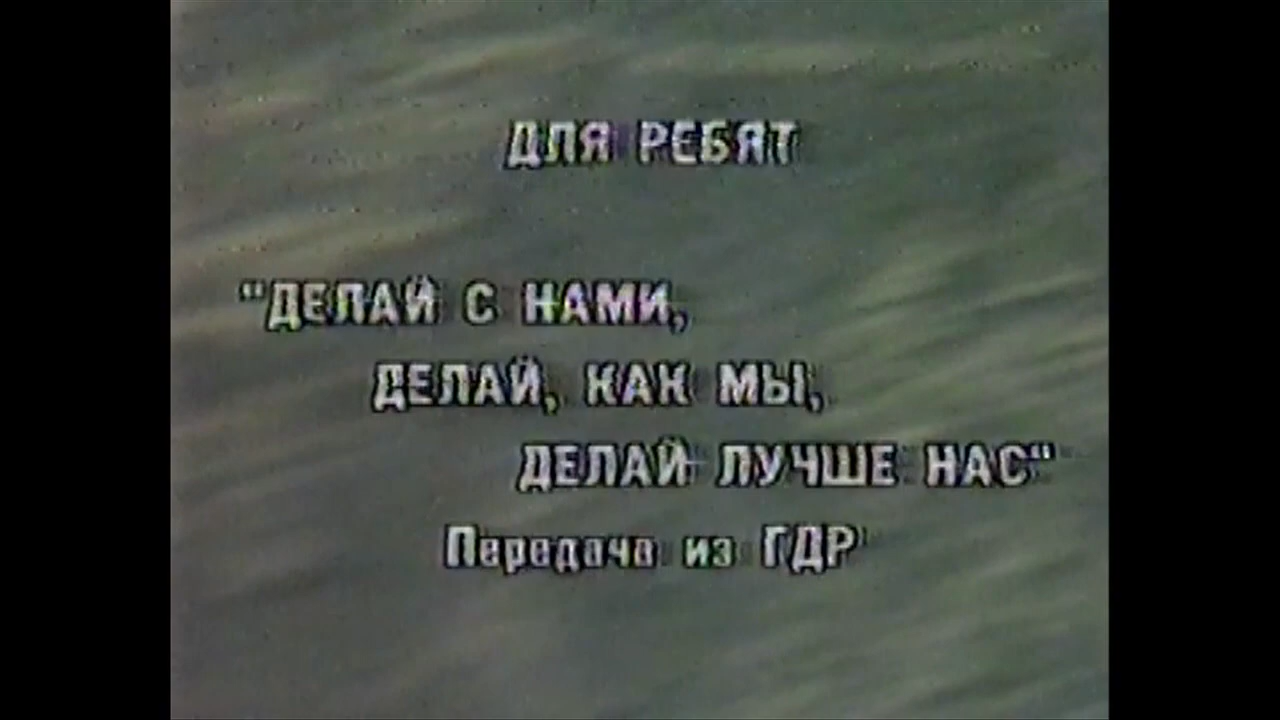 ДЛЯ РЕБЯТ
"ДЕЛАЙ С НАМИ,
ДЕЛАЙ, КАК МЫ,
ДЕЛАЙ ЛУЧШЕ НАС"
Передача из ГДР